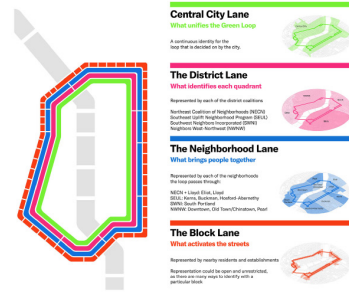 Central City Lane
What unifies the Green Loop
A continuous identity for the
loop that is decided on by the city.
The District Lane
What identifies each quadrant
Represented by each of the district coalitions
Northeast Coalition of Neighborhoods (NECN)
Southeast Uplift Neighborhood Program (SEUL)
Southwest Neighbors Incorporated (SWNI)
Neighbors West-Northwest (NWNW)
The Neighborhood Lane
What brings people together
Represented by each of the neighborhoods
the loop passes through:
NECN + Lloyd: Eliot, Lloyd
SEUL: Kerns, Buckman, Hosford-Abernethy
SWNI: South Portland
NWNW: Downtown, Old Town/Chinatown, Pearl
The Block Lane
What activates the streets
Represented by nearby residents and establishments
Representation could be open and unrestricted,
as there are many ways to identify with a
particular block